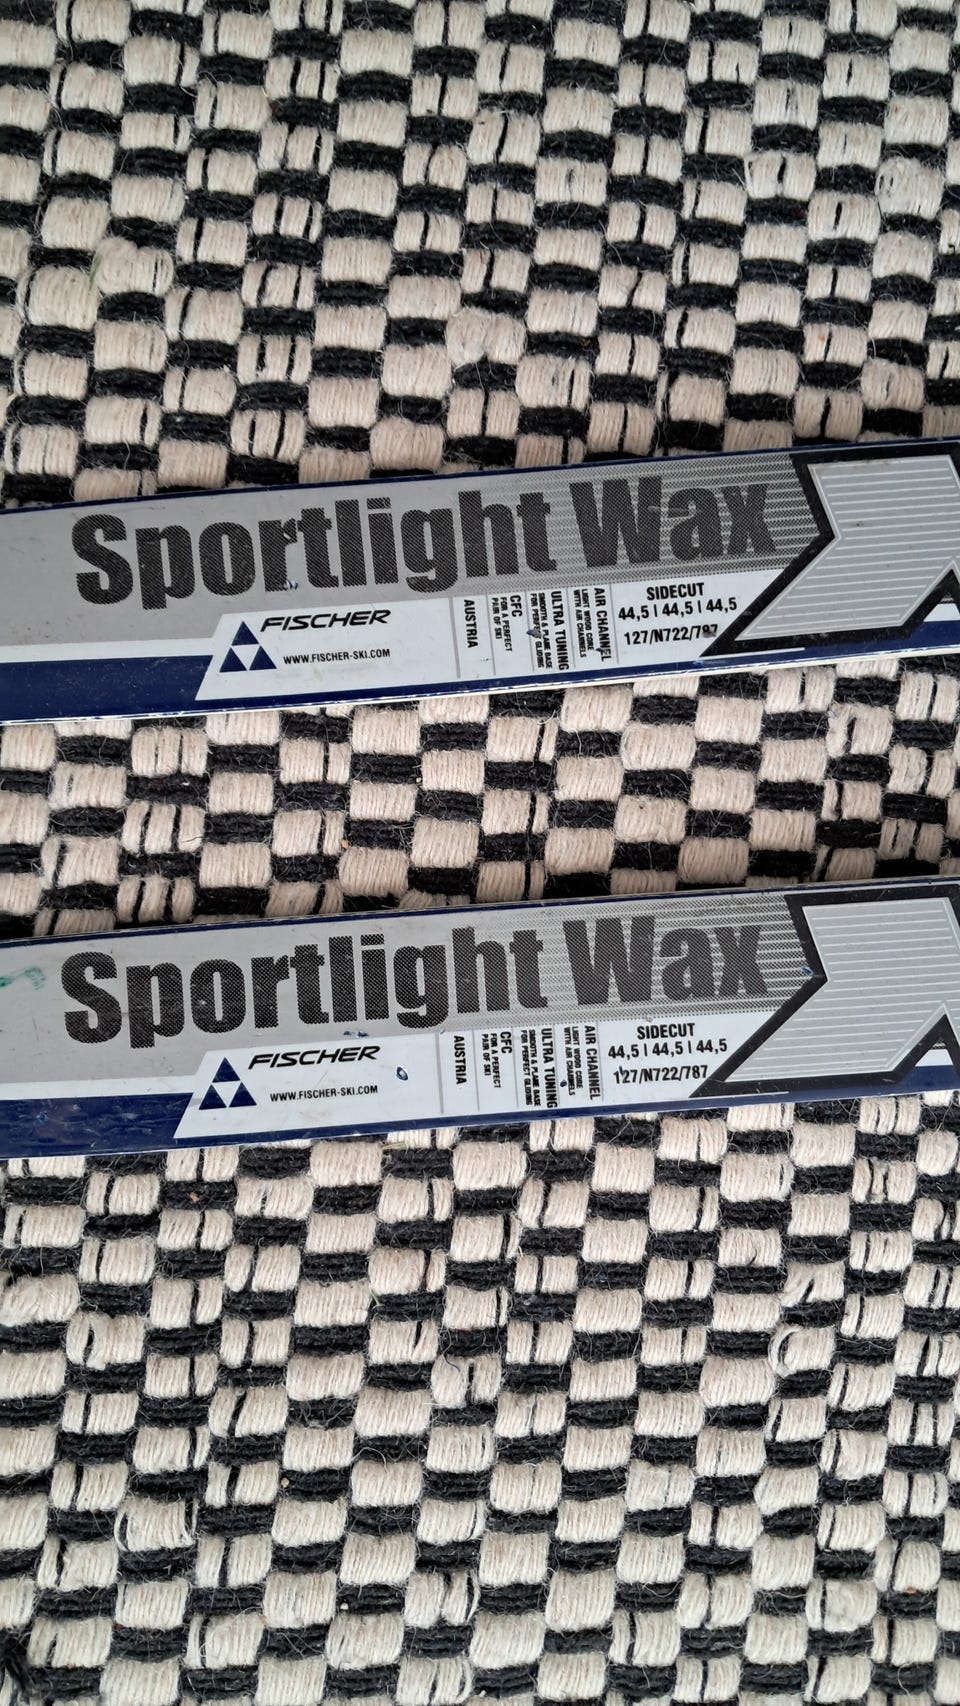 Sportlight Wax
FISCHER
WWW.FISCHER-SKI.COM
AUSTRIA
CFC
FOR A PERFECT
PAIR OF SKI
ULTRA TUNING
SMOOTH & PLANE BASE
FOR PERFECT GLIDING
AIR CHANNEL
LIGHT WOOD CORE
WITH AIR CHANNELS
SIDECUT
44,5 | 44,5 | 44,5
127/N722/787
Sportlight Wax
FISCHER
WWW.FISCHER-SKI.COM
AUSTRIA
CFC
FOR A PERFECT
PAIR OF SKI
ULTRA TUNING
SMOOTH & PLANE BASE
FOR PERFECT GLIDING
AIR CHANNEL
LIGHT WOOD CORE
WITH AIR CHANNELS
SIDECUT
44,5 | 44,5 | 44,5
127/N722/787